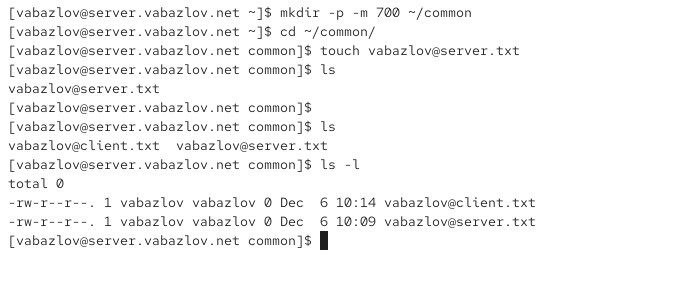 [vabazlov@server.vabazlov.net ~]$ mkdir -p -m 700 ~/common
[vabazlov@server.vabazlov.net ~]$ cd ~/common/
[vabazlov@server.vabazlov.net common]$ touch vabazlov@server.txt
[vabazlov@server.vabazlov.net common]$ ls
vabazlov@server.txt
[vabazlov@server.vabazlov.net common]$
[vabazlov@server.vabazlov.net common]$ ls
vabazlov@client.txt  vabazlov@server.txt
[vabazlov@server.vabazlov.net common]$ ls -l
total 0
-rw-r--r--. 1 vabazlov vabazlov 0 Dec  6 10:14 vabazlov@client.txt
-rw-r--r--. 1 vabazlov vabazlov 0 Dec  6 10:09 vabazlov@server.txt
[vabazlov@server.vabazlov.net common]$